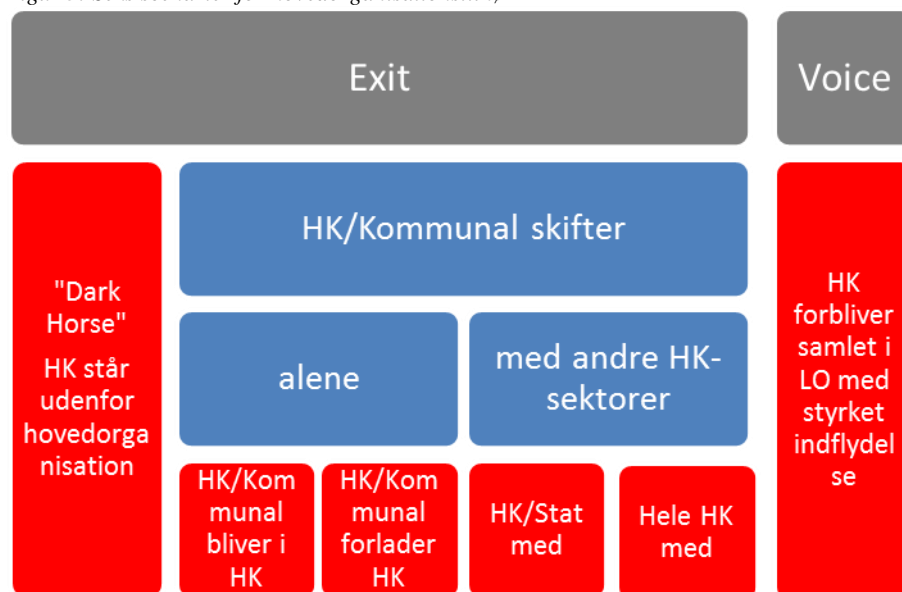 Exit
Voice
HK/Kommunal skifter
"Dark
Horse"
HK står
udenfor
hovedorga
nisation
alene
med andre HK-
sektorer
HK/Kom
munal
bliver i
HK
HK/Kom
munal
forlader
HK
HK/Stat
med
Hele HK
med
HK
forbliver
samlet i
LO med
styrket
indflydel
se